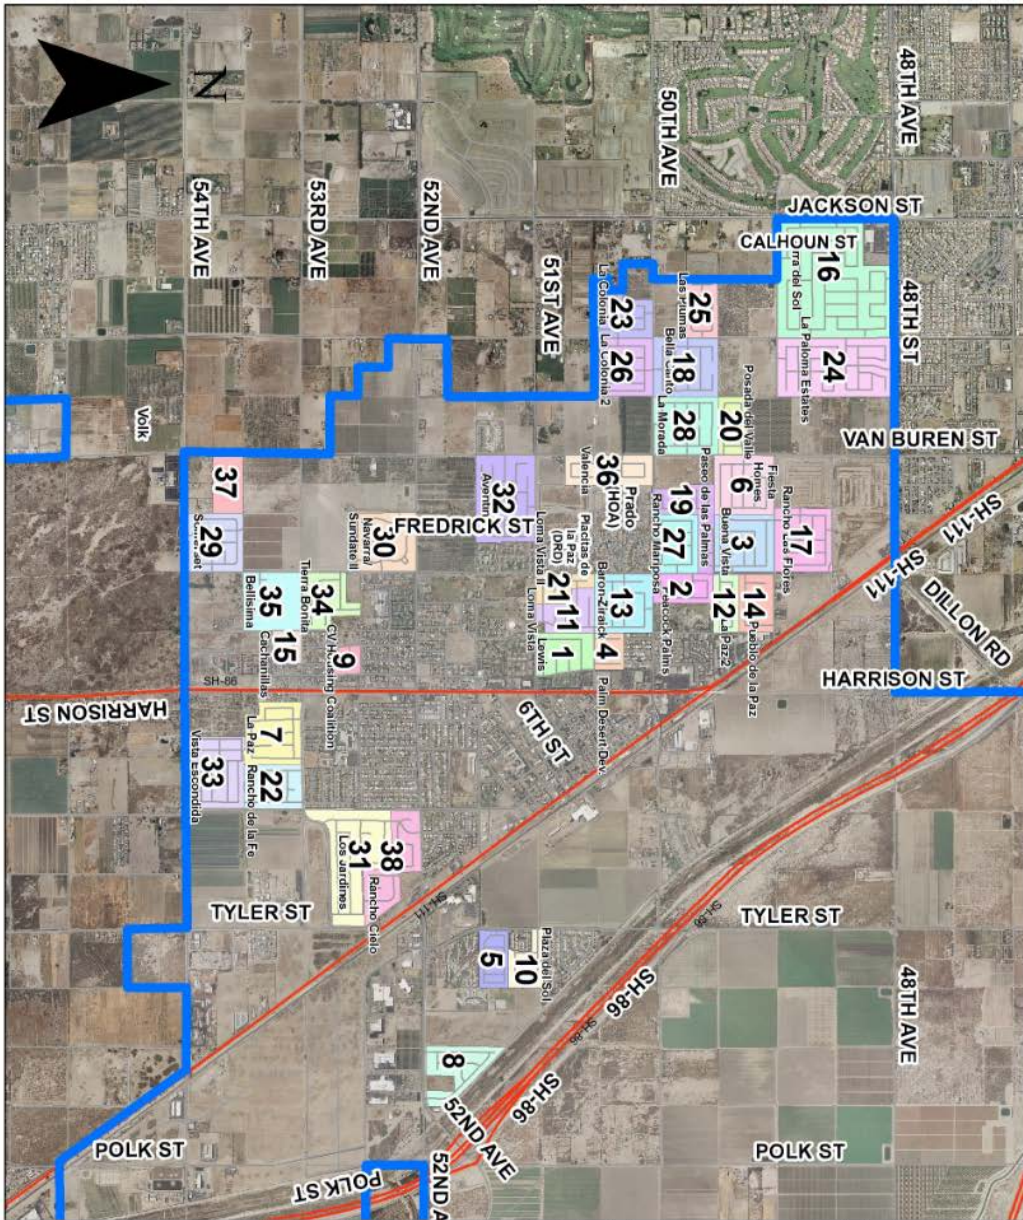 N
48TH AVE
50TH AVE
54TH AVE
53RD AVE
52ND AVE
51ST AVE
JACKSON ST
CALHOUN ST
16
La Paloma Estates
24
48TH ST
Las Plumas
25
La Colonia
23
La Colonia 2
26
Bella Canto
18
La Morada
28
Posada del Valle
20
VAN BUREN ST
SH-111
Volk
37
29
32
Valencia
36
Prado
(HOA)
Fiesta
Homes
6
Paseo de las Palmas
19
Rancho Mariposa
27
Buena Vista
3
Rancho Las Flores
17
SH-111
DILLON RD
FREDRICK ST
Navarra/
Sundate II
30
Loma Vista II
Placitas de
la Paz
(DRD)
21
11
Loma Vista
Baron-Ziraick
13
2
Peacock Palms
12
La Paz 2
14
Pueblo de la Paz
Tierra Bonita
34
35
Bellisima
15
Cachanillas
9
CV Housing Coalition
Lewis
1
4
Palm Desert Dev.
HARRISON ST
SH-86
HARRISON ST
6TH ST
La Paz
7
33
Vista Escondida
22
Rancho de la Fe
31
Los Jardines
38
Rancho Cielo
SH-111
TYLER ST
TYLER ST
SH-86
5
10
Plaza del Sol
SH-86
SH-86
48TH AVE
8
SH-86
52ND AVE
POLK ST
POLK ST
POLK ST
52ND A